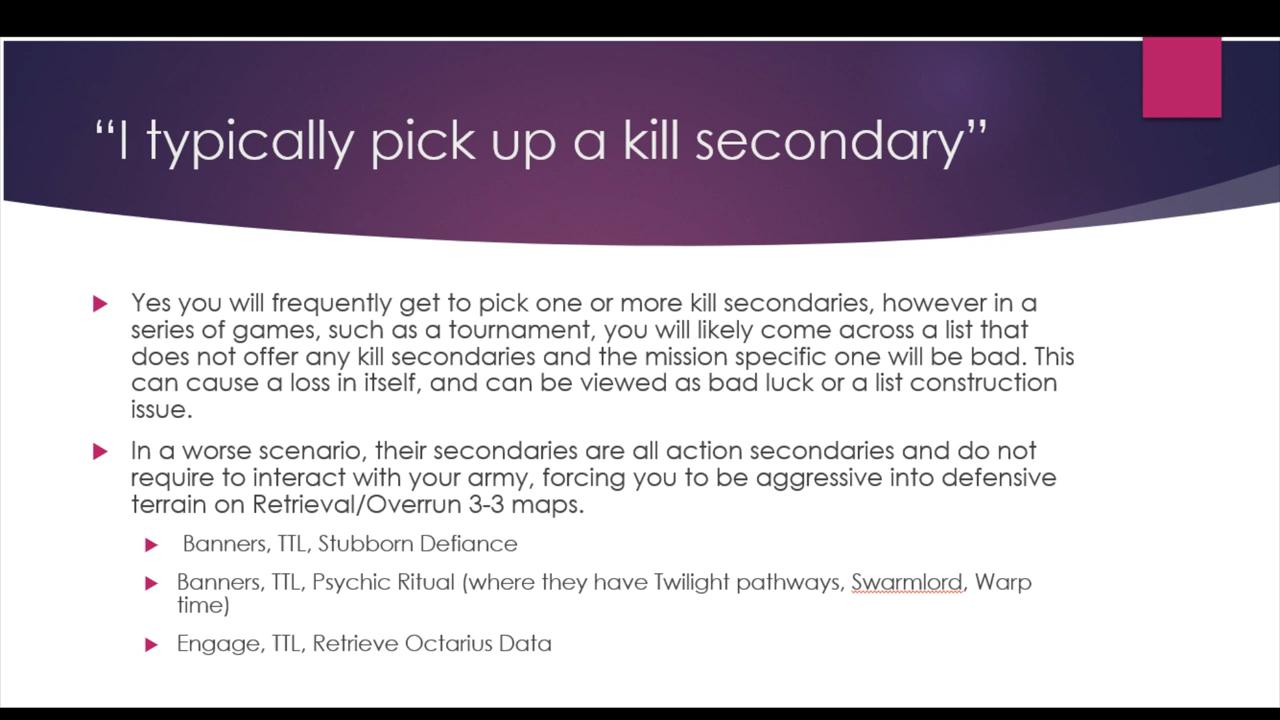 “I typically pick up a kill secondary”
Yes you will frequently get to pick one or more kill secondaries, however in a
series of games, such as a tournament, you will likely come across a list that
does not offer any kill secondaries and the mission specific one will be bad. This
can cause a loss in itself, and can be viewed as bad luck or a list construction
issue.
In a worse scenario, their secondaries are all action secondaries and do not
require to interact with your army, forcing you to be aggressive into defensive
terrain on Retrieval/Overrun 3-3 maps.
Banners, TTL, Stubborn Defiance
Banners, TTL, Psychic Ritual (where they have Twilight pathways, Swarmlord, Warp
time)
Engage, TTL, Retrieve Octarius Data